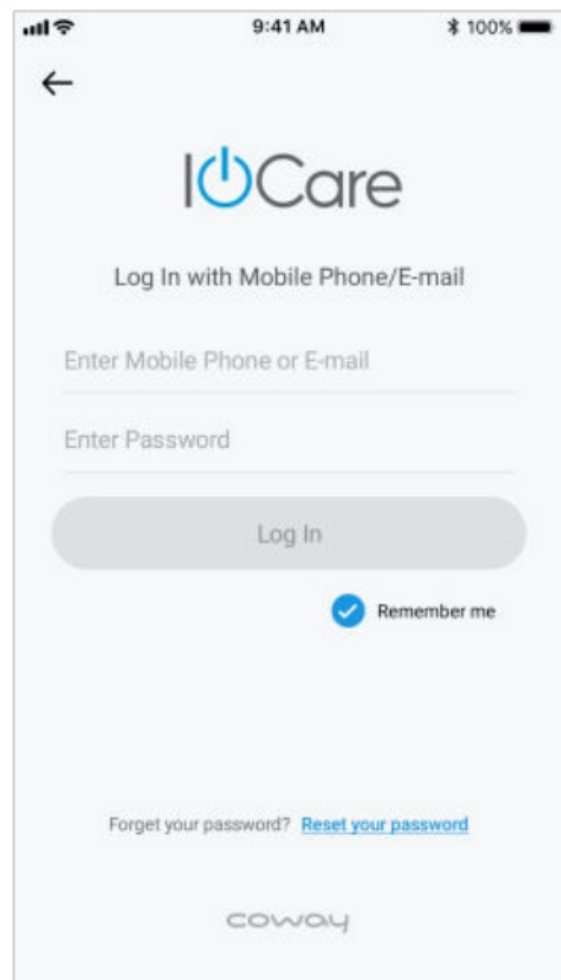 9:41 AM 100%
IOCare
Log In with Mobile Phone/E-mail
Enter Mobile Phone or E-mail
Enter Password
Log In
Remember me
Forget your password? Reset your password
coway